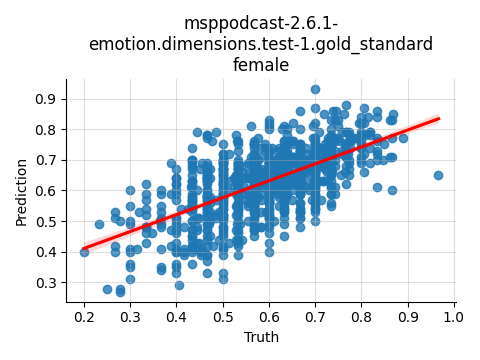 msppodcast-2.6.1-
emotion.dimensions.test-1.gold_standard
female
Prediction
0.9
0.8
0.7
0.6
0.5
0.4
0.3
0.2 0.3 0.4 0.5 0.6 0.7 0.8 0.9 1.0
Truth